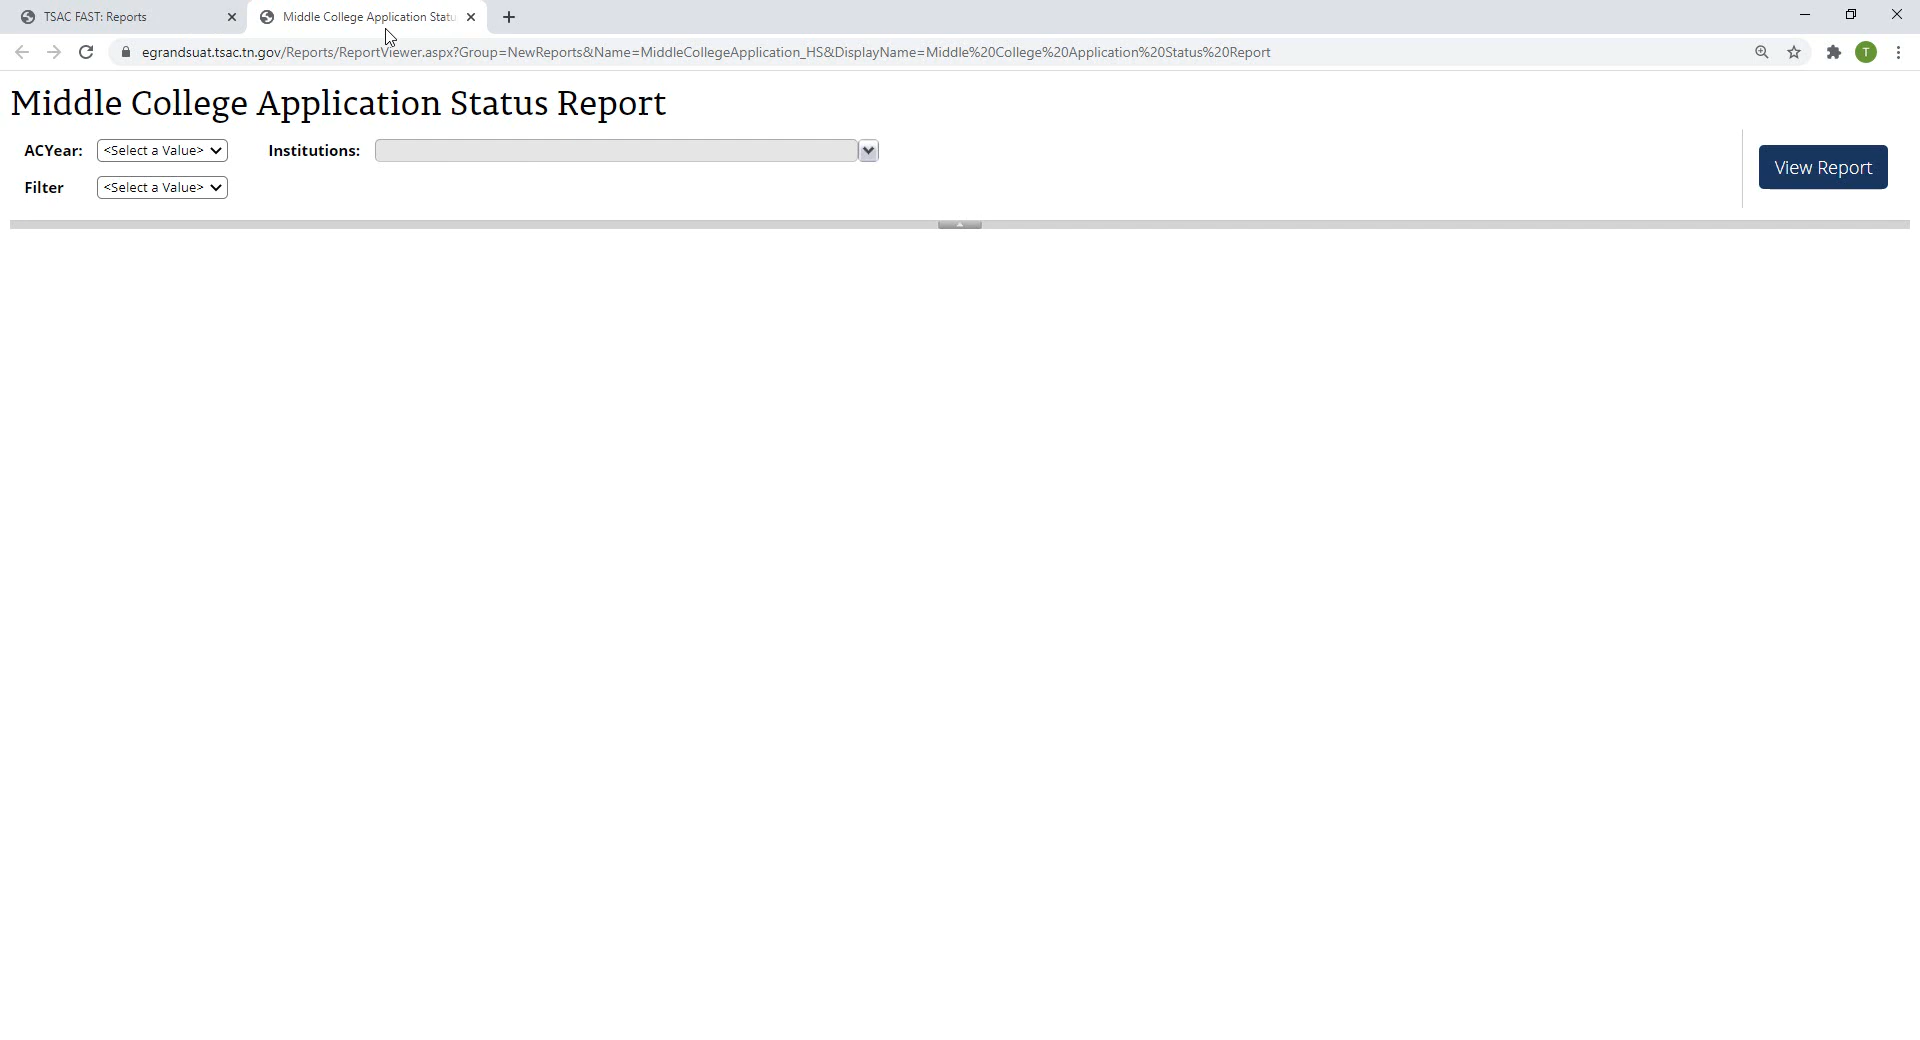 TSAC FAST: Reports
Middle College Application Statu
egrandsuat.tsac.tn.gov/Reports/ReportViewer.aspx?Group=NewReports&Name=MiddleCollegeApplication_HS&DisplayName=Middle%20College%20Application%20Status%20Report
T
Middle College Application Status Report
ACYear: <Select a Value> Institutions:
View Report
Filter <Select a Value>